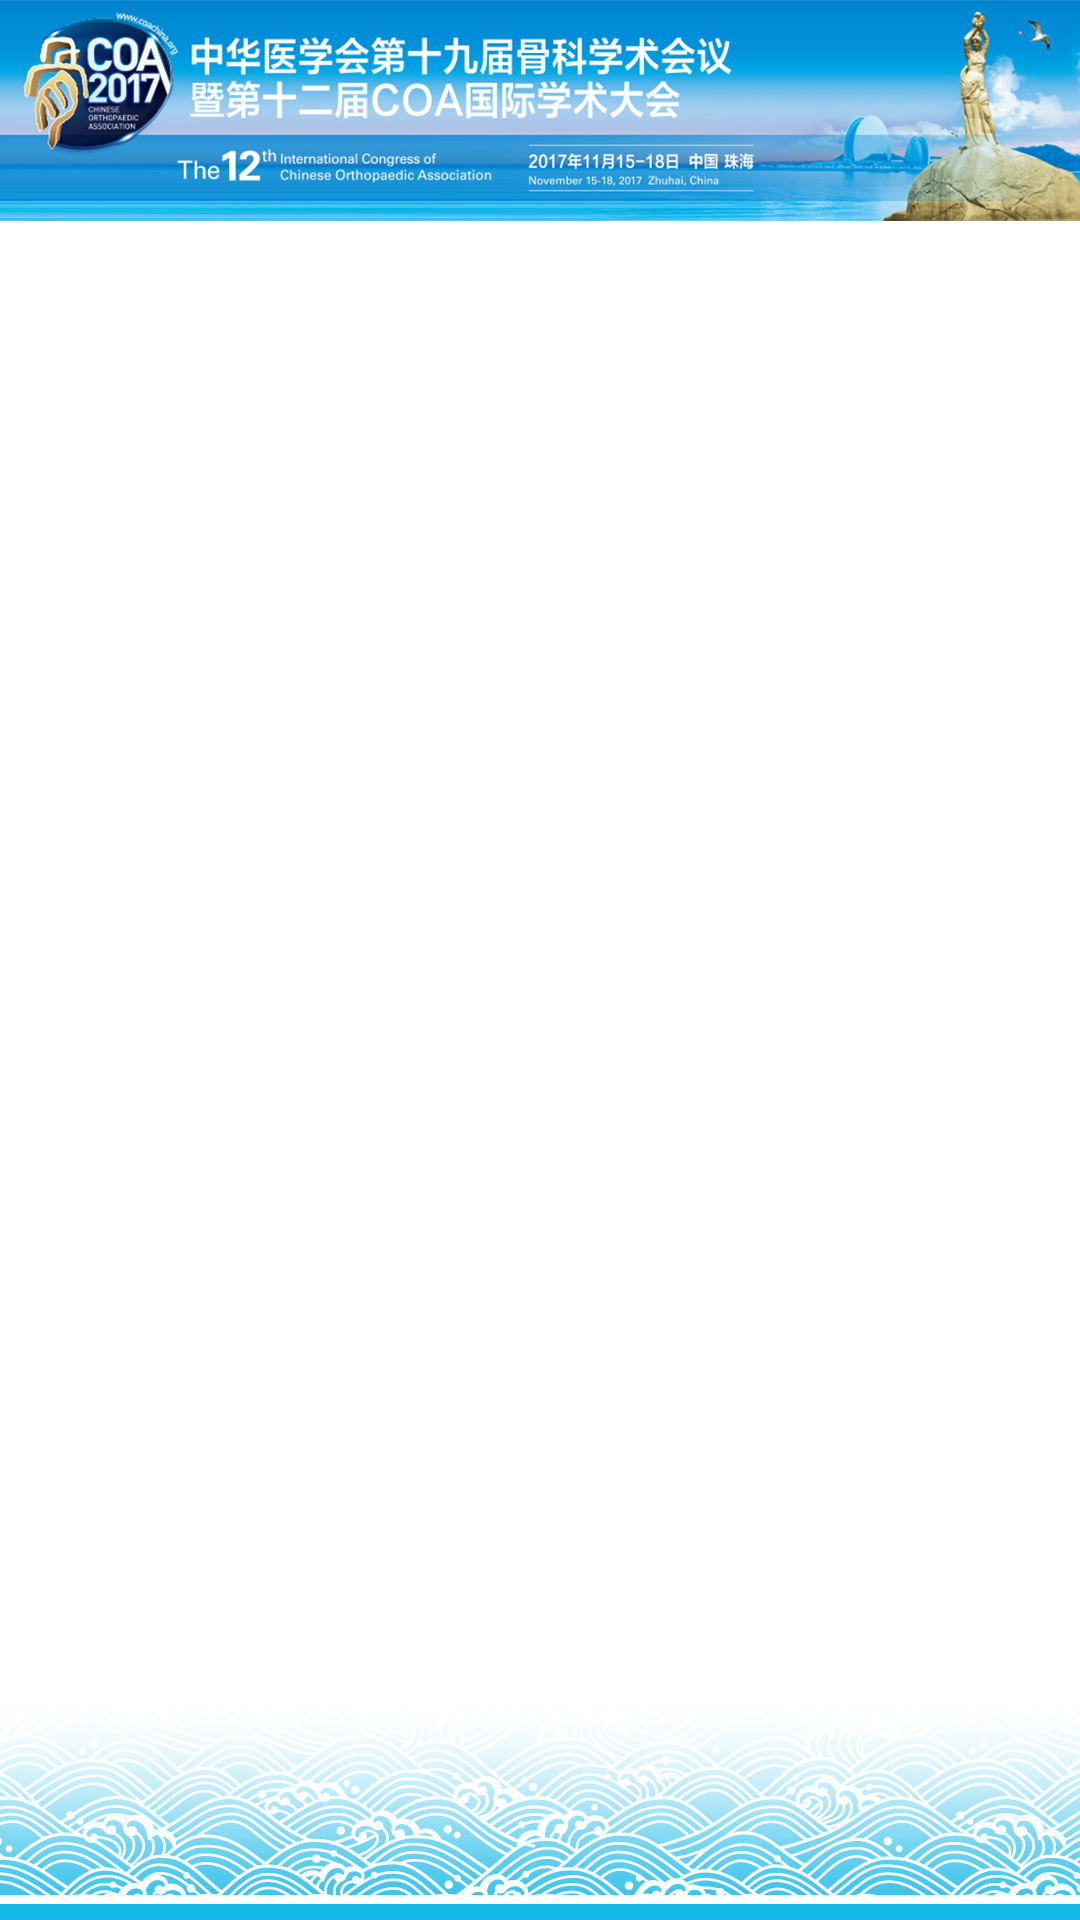 www.coachina.org
COA
2017
CHINESE
ORTHOPAEDIC
ASSOCIATION
中华医学会第十九届骨科学术会议
暨第十二届COA国际学术大会
The 12th International Congress of
Chinese Orthopaedic Association
2017年11月15-18日 中国 珠海
November 15-18, 2017 Zhuhai, China